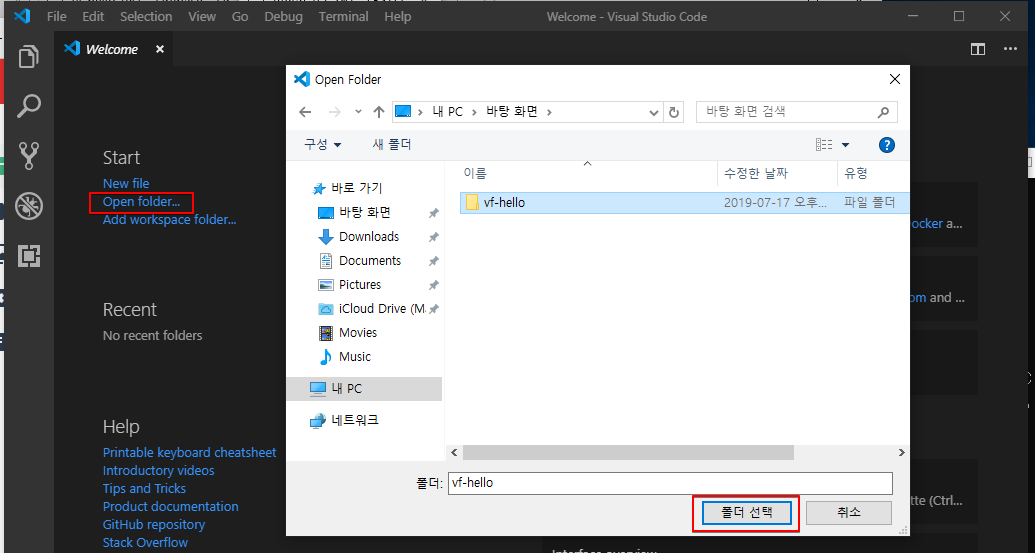 File Edit Selection View Go Debug Terminal Help
Welcome - Visual Studio Code
Welcome
Start
New file
Open folder...
Add workspace folder...
Recent
No recent folders
Help
Printable keyboard cheatsheet
Introductory videos
Tips and Tricks
Product documentation
GitHub repository
Stack Overflow
Open Folder
내 PC > 바탕 화면 >
바탕 화면 검색
구성
새 폴더
바로 가기
바탕 화면
Downloads
Documents
Pictures
iCloud Drive (M
Movies
Music
내 PC
네트워크
이름 수정한 날짜 유형
vf-hello 2019-07-17 오후... 파일 폴더
폴더: vf-hello
폴더 선택 취소
ocker a...
om and ...
tte (Ctrl...
Interface overview